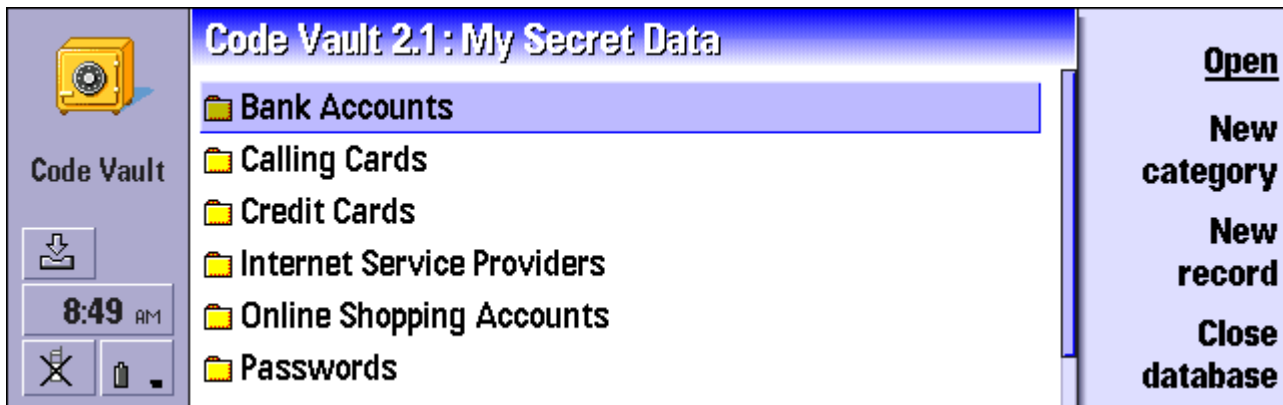 Code Vault 2.1: My Secret Data
Bank Accounts
Calling Cards
Credit Cards
Internet Service Providers
Online Shopping Accounts
Passwords
Code Vault
8:49 AM
Open
New
category
New
record
Close
database